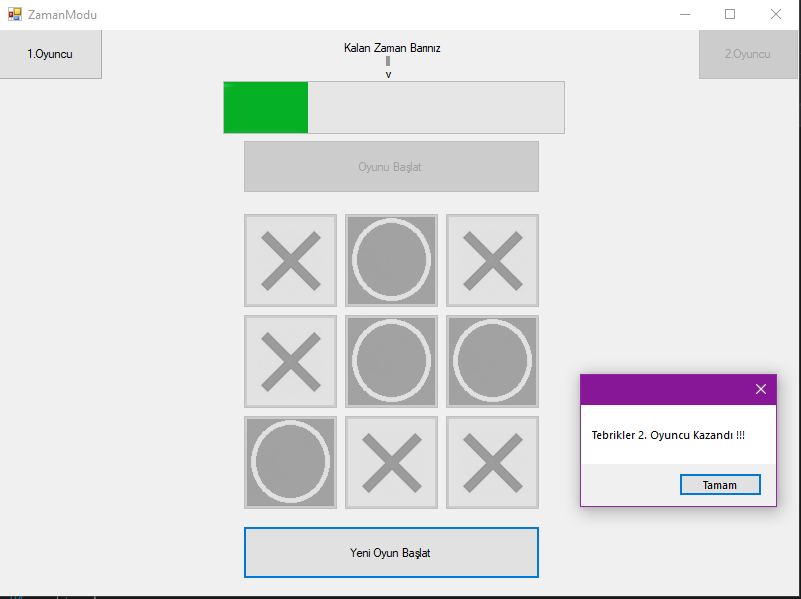 ZamanModu
1.Oyuncu
Kalan Zaman Barınız
v
2.Oyuncu
Oyunu Başlat
Tebrikler 2. Oyuncu Kazandı !!!
Tamam
Yeni Oyun Başlat